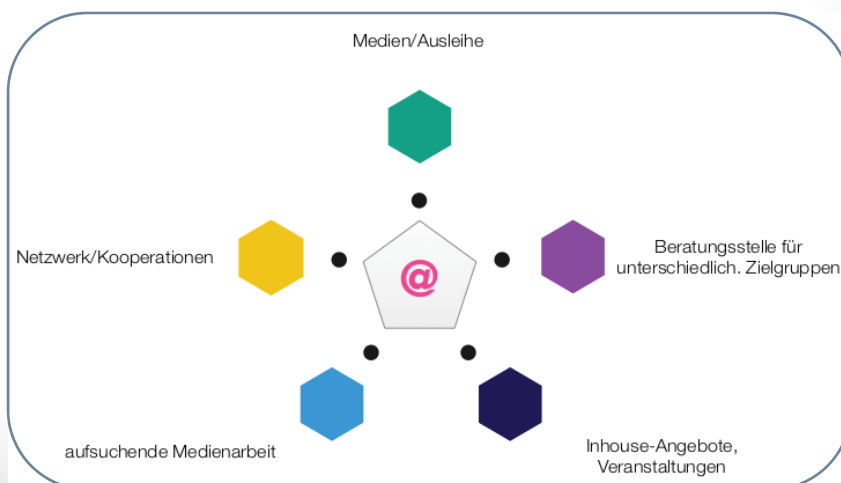 Medien/Ausleihe
Netzwerk/Kooperationen
@
Beratungsstelle für
unterschiedlich. Zielgruppen
aufsuchende Medienarbeit
Inhouse-Angebote,
Veranstaltungen